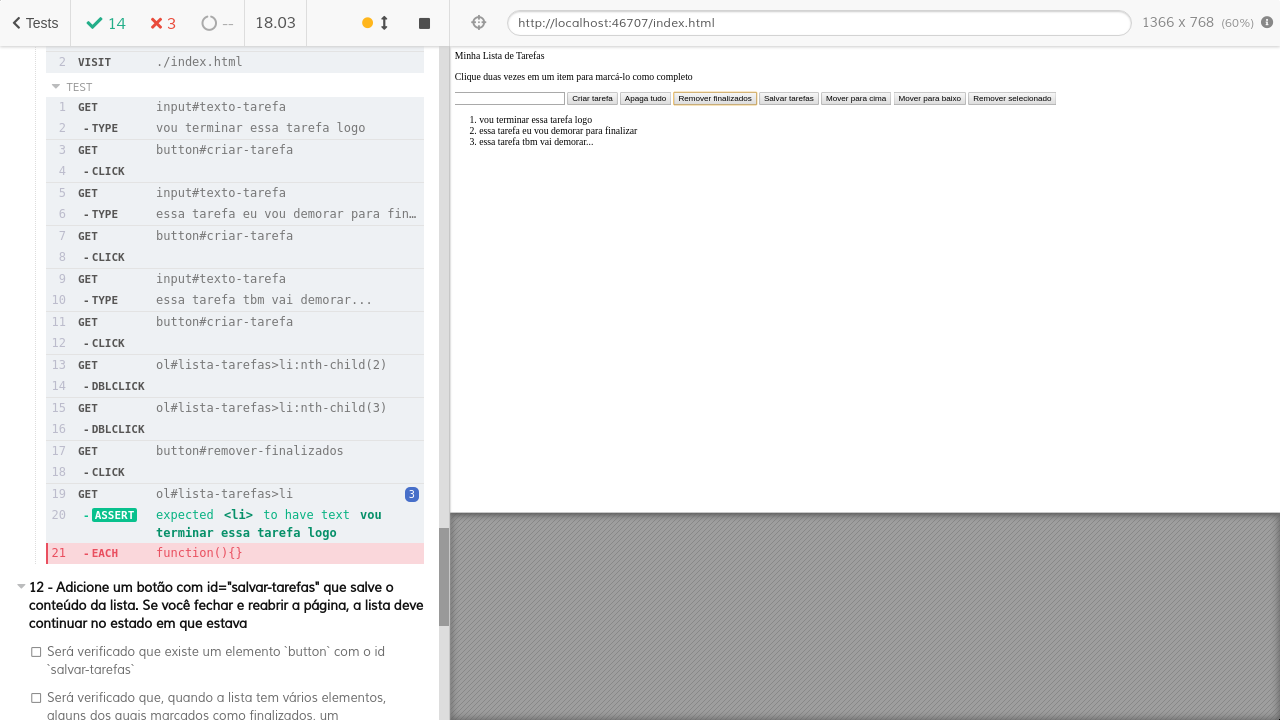 Tests
14
3
--
18.03
http://localhost:46707/index.html
1366 x 768 (60%)
2 VISIT ./index.html
TEST
1 GET input#texto-tarefa
2 - TYPE vou terminar essa tarefa logo
3 GET button#criar-tarefa
4 - CLICK
5 GET input#texto-tarefa
6 - TYPE essa tarefa eu vou demorar para fin…
7 GET button#criar-tarefa
8 - CLICK
9 GET input#texto-tarefa
10 - TYPE essa tarefa tbm vai demorar...
11 GET button#criar-tarefa
12 - CLICK
13 GET ol#lista-tarefas>li:nth-child(2)
14 - DBLCLICK
15 GET ol#lista-tarefas>li:nth-child(3)
16 - DBLCLICK
17 GET button#remover-finalizados
18 - CLICK
19 GET ol#lista-tarefas>li 3
20 - ASSERT expected <li> to have text vou
terminar essa tarefa logo
21 - EACH function(){}
12 - Adicione um botão com id="salvar-tarefas" que salve o
conteúdo da lista. Se você fechar e reabrir a página, a lista deve
continuar no estado em que estava
Será verificado que existe um elemento `button` com o id
`salvar-tarefas`
Será verificado que, quando a lista tem vários elementos,
alguns dos quais marcados como finalizados, um
Minha Lista de Tarefas
Clique duas vezes em um item para marcá-lo como completo
Criar tarefa Apaga tudo Remover finalizados Salvar tarefas Mover para cima Mover para baixo Remover selecionado
1. vou terminar essa tarefa logo
2. essa tarefa eu vou demorar para finalizar
3. essa tarefa tbm vai demorar...